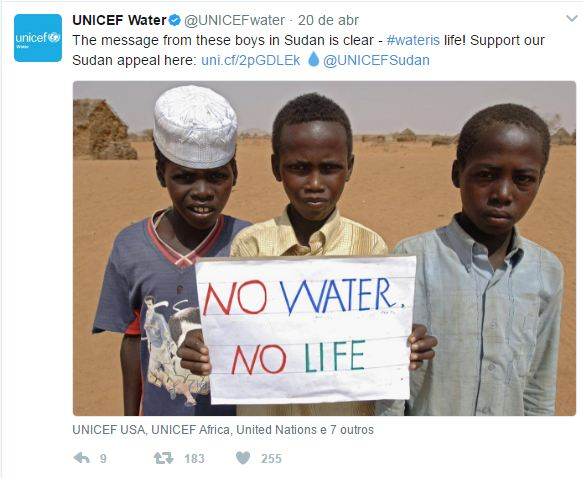 unicef
Water
UNICEF Water @UNICEFwater · 20 de abr
The message from these boys in Sudan is clear - #wateris life! Support our
Sudan appeal here: uni.cf/2pGDLEk 💧 @UNICEFSudan
NO WATER.
NO LIFE
UNICEF USA, UNICEF Africa, United Nations e 7 outros
9 183 255